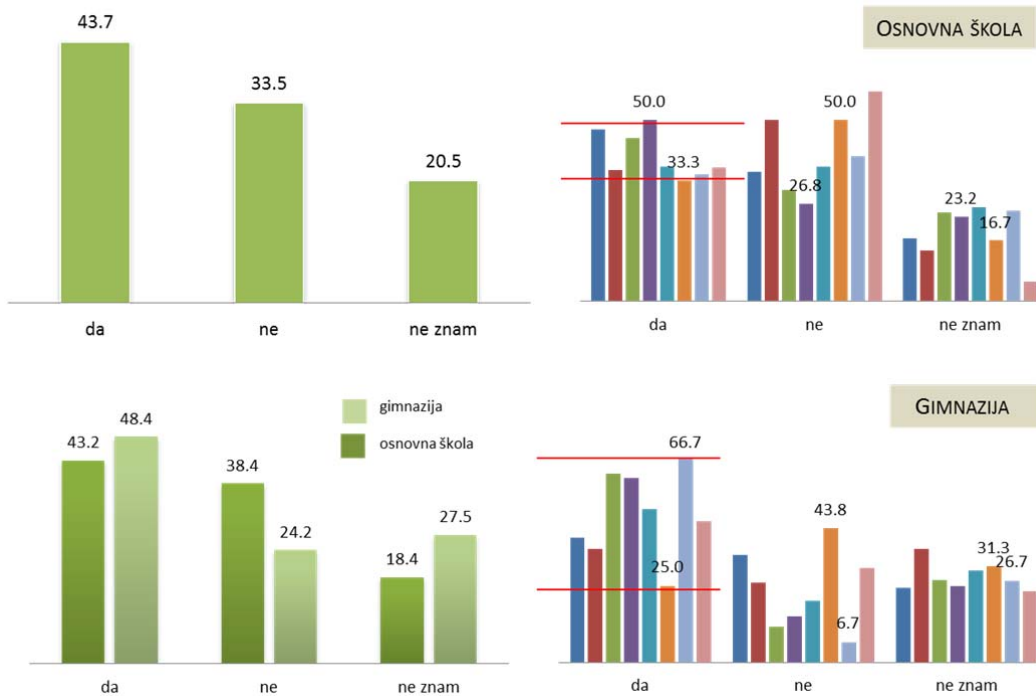 43.7
33.5
20.5
da
ne
ne znam
OSNOVNA ŠKOLA
50.0
33.3
26.8
50.0
23.2
16.7
da
ne
ne znam
gimnazija
osnovna škola
43.2
48.4
38.4
24.2
18.4
27.5
da
ne
ne znam
GIMNAZIJA
66.7
25.0
43.8
6.7
31.3
26.7
da
ne
ne znam